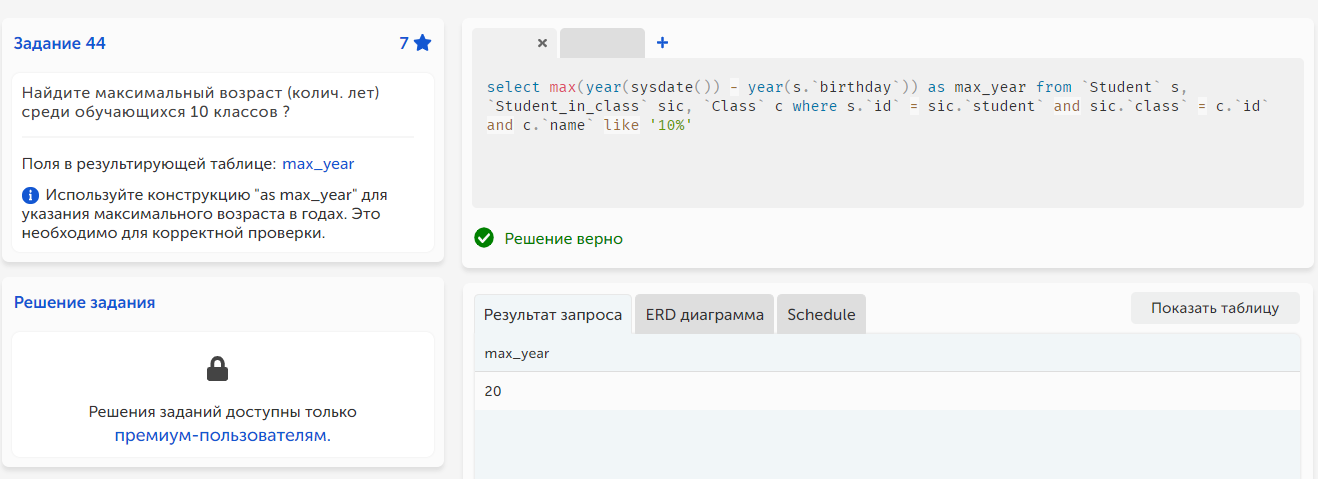 Задание 44
7
Найдите максимальный возраст (колич. лет)
среди обучающихся 10 классов ?
Поля в результирующей таблице: max_year
Используйте конструкцию "as max_year" для
указания максимального возраста в годах. Это
необходимо для корректной проверки.
Решение задания
Решения заданий доступны только
премиум-пользователям.
select max(year(sysdate()) - year(s.`birthday`)) as max_year from `Student` s,
`Student_in_class` sic, `Class` c where s.`id` = sic.`student` and sic.`class` = c.`id`
and c.`name` like '10%'
Решение верно
Результат запроса
ERD диаграмма
Schedule
Показать таблицу
max_year
20